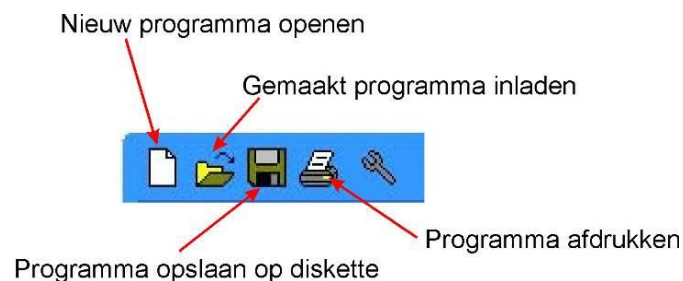 Nieuw programma openen
Gemaakt programma inladen
Programma afdrukken
Programma opslaan op diskette